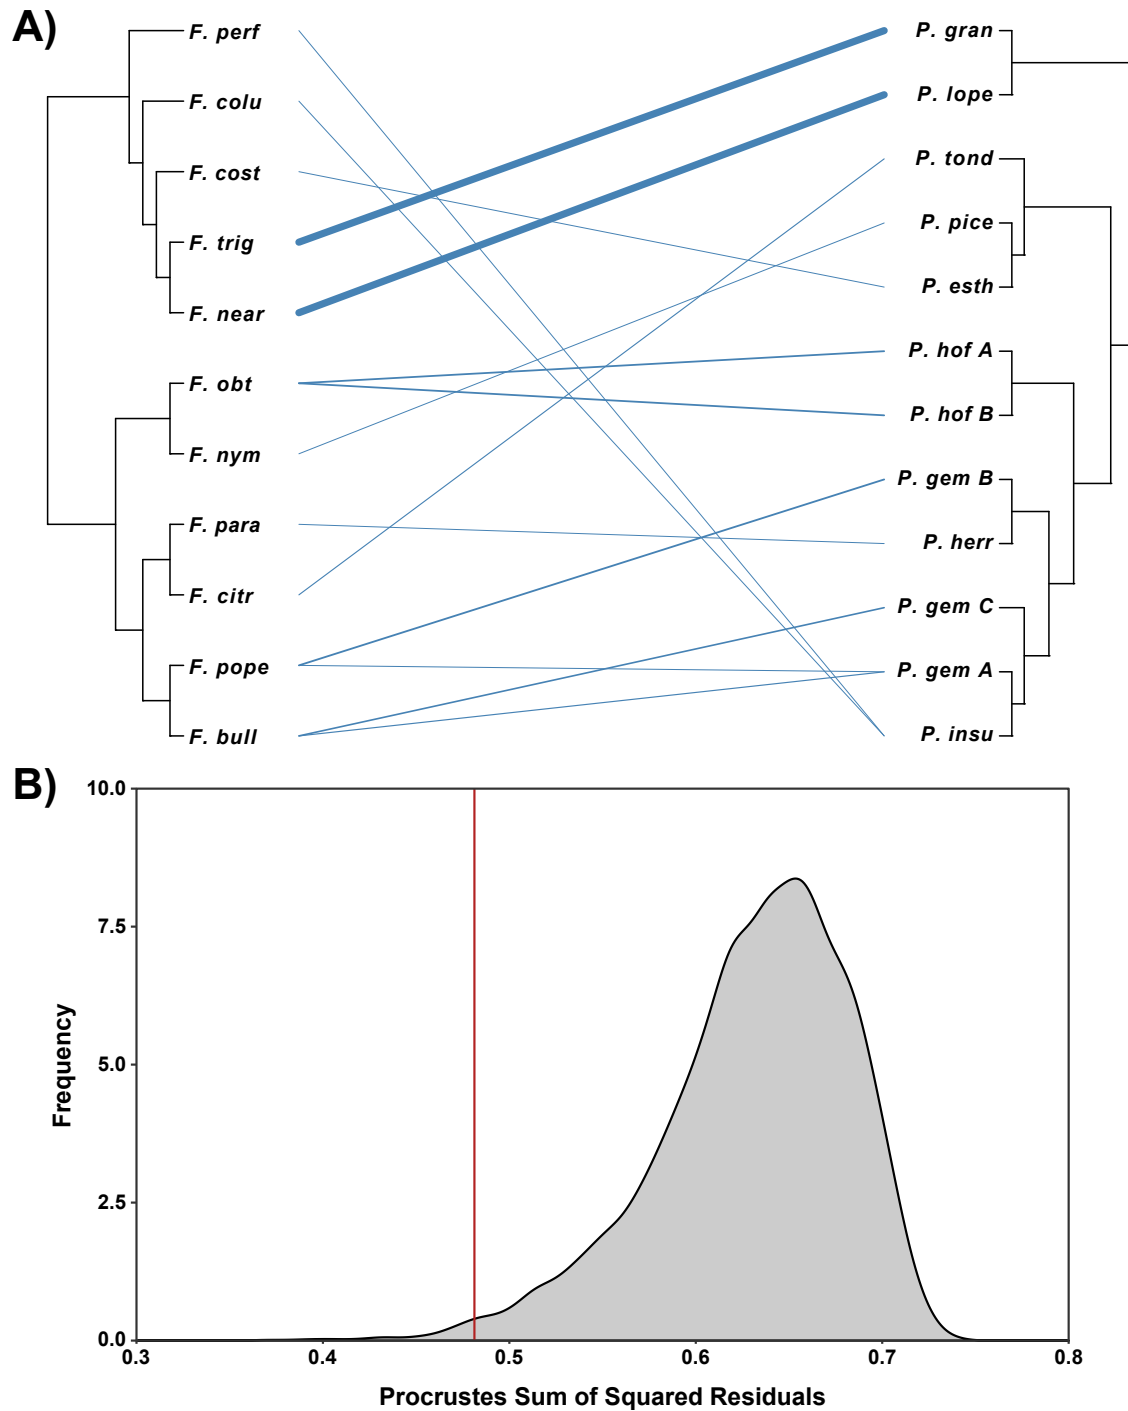 A)
F. perf
F. colu
F. cost
F. trig
F. near
F. obt
F. nym
F. para
F. citr
F. pope
F. bull
P. gran
P. lope
P. tond
P. pice
P. esth
P. hof A
P. hof B
P. gem B
P. herr
P. gem C
P. gem A
P. insu
B)
10.0
7.5
5.0
2.5
0.0
Frequency
0.3 0.4 0.5 0.6 0.7 0.8
Procrustes Sum of Squared Residuals